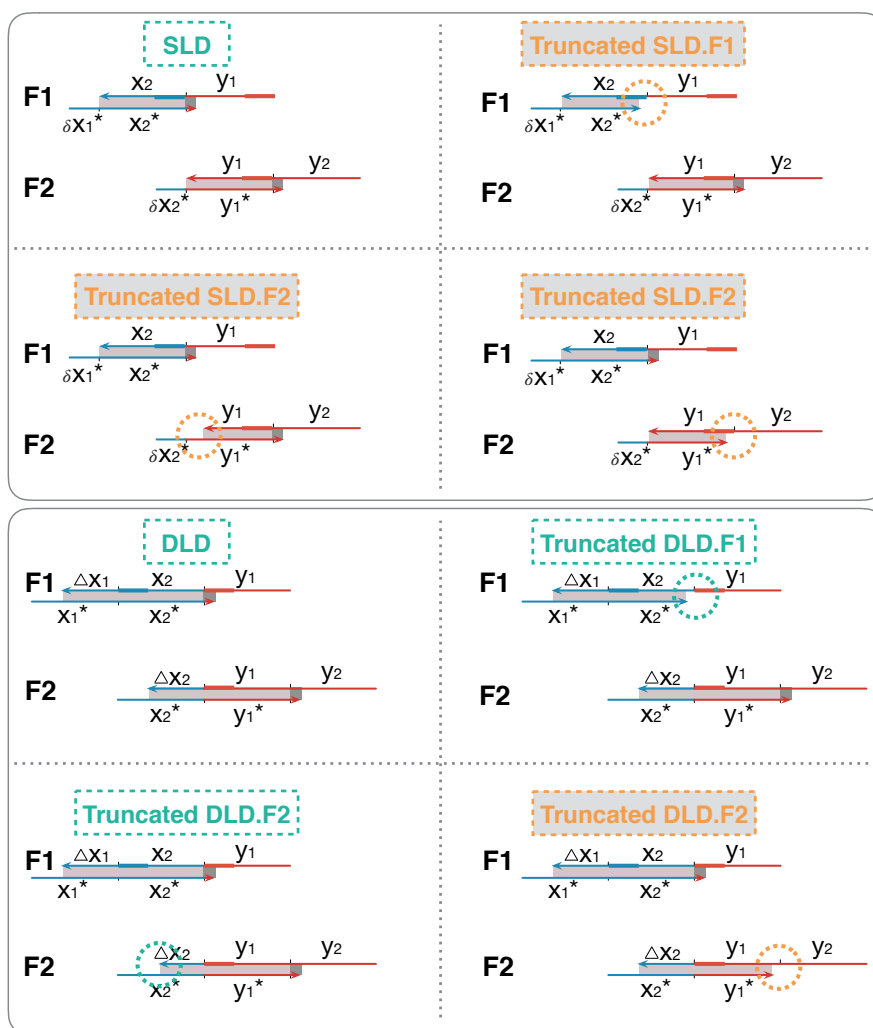 SLD
x2 y1
F1
δx1* x2*
y1 y2
F2
δx2* y1*
Truncated SLD.F1
x2 y1
F1
δx1* x2*
y1 y2
F2
δx2* y1*
Truncated SLD.F2
x2 y1
F1
δx1* x2*
y1 y2
F2
δx2* y1*
Truncated SLD.F2
x2 y1
F1
δx1* x2*
y1 y2
F2
δx2* y1*
DLD
F1 △x1 x2 y1
x1* x2*
F2 △x2 y1 y2
x2* y1*
Truncated DLD.F1
F1 △x1 x2 y1
x1* x2*
F2 △x2 y1 y2
x2* y1*
Truncated DLD.F2
F1 △x1 x2 y1
x1* x2*
F2 △x2 y1 y2
x2* y1*
Truncated DLD.F2
F1 △x1 x2 y1
x1* x2*
F2 △x2 y1 y2
x2* y1*